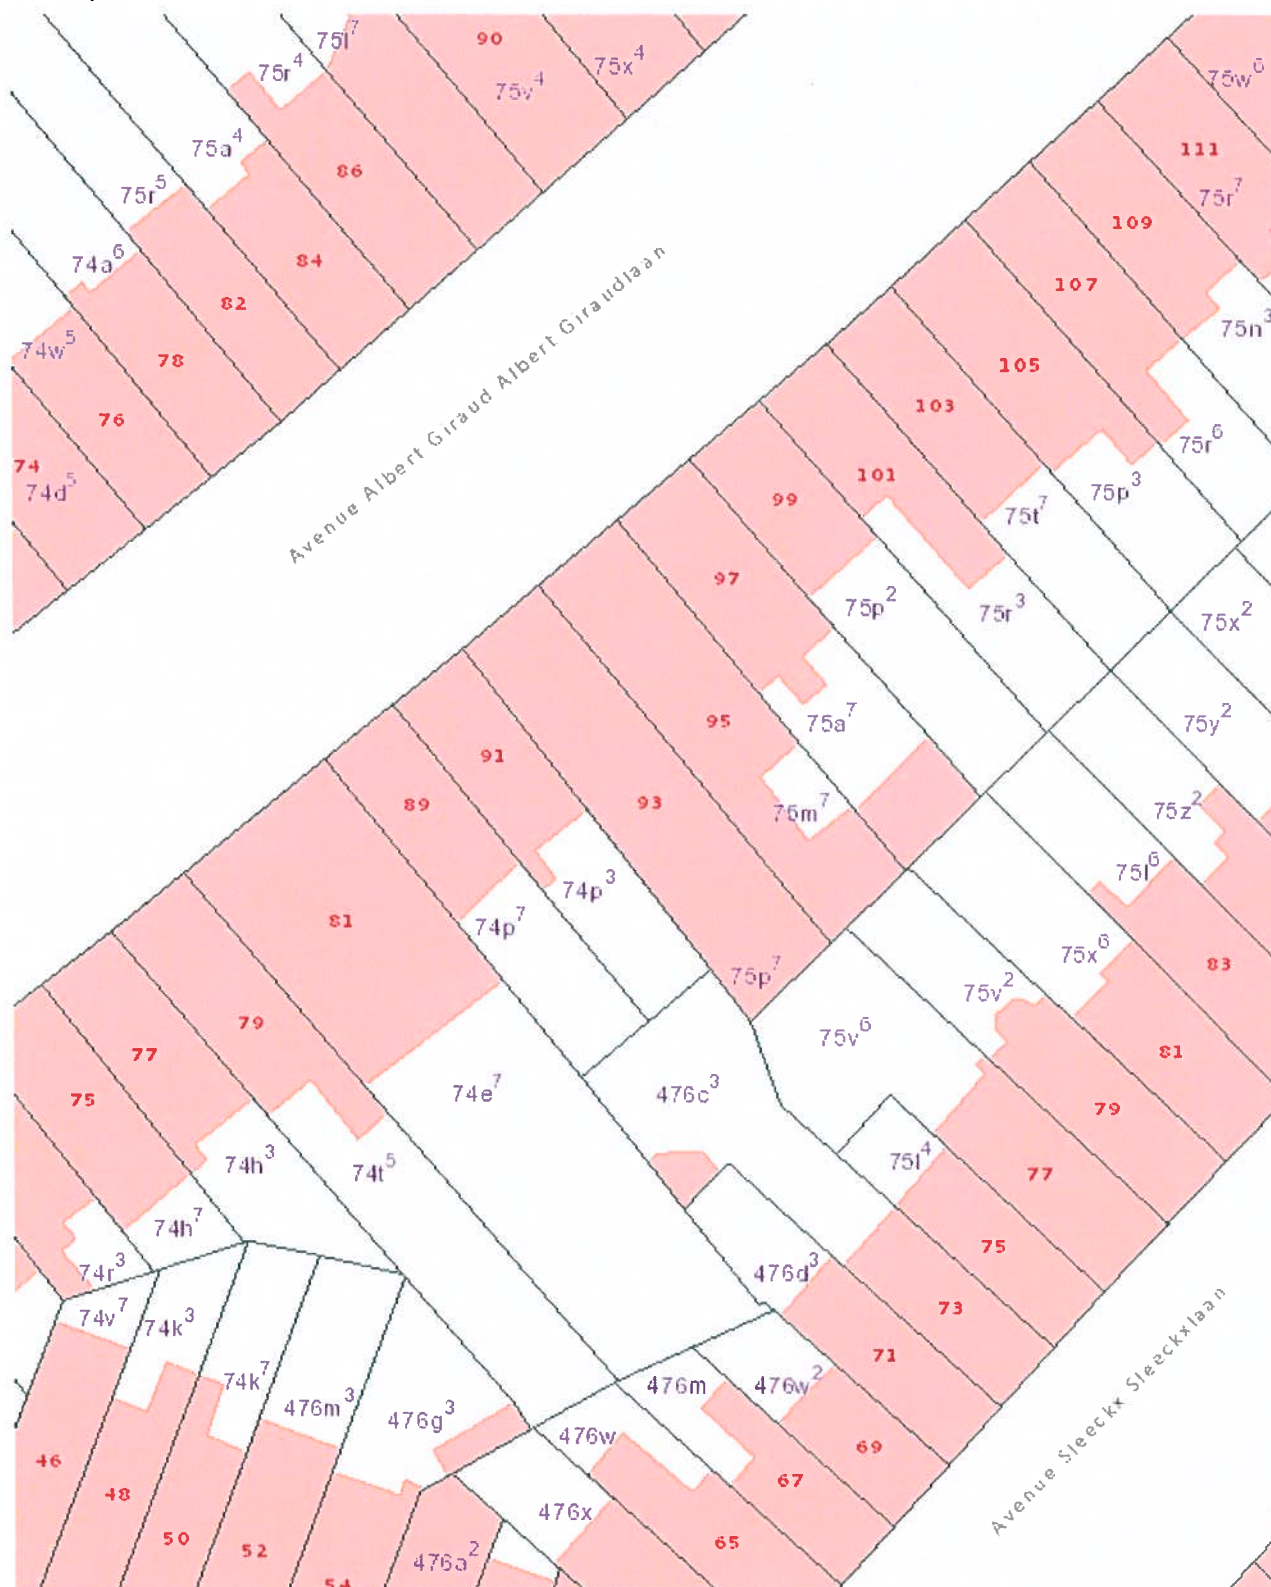 75l⁷
90
75r⁴
75x⁴
75w⁶
75v⁴
75a⁴
111
86
75r⁵
75r⁷
109
74a⁶
84
107
82
75n³
74w⁵
78
105
76
103
75r⁶
74
74d⁵
101
75p³
99
75t⁷
Avenue Albert Giraud Albert Giraudlaan
97
75p²
75r³
75x²
95
75a⁷
75y²
91
89
93
75m⁷
75z²
75l⁶
74p³
81
74p⁷
75x⁶
83
75p⁷
75v²
79
75v⁶
77
81
74e⁷
476c³
75
79
74h³
74t⁵
75l⁴
77
74h⁷
75
74r³
476d³
74v⁷
74k³
73
71
74k⁷
476m
476w²
476m³
476g³
476w
69
46
67
48
476x
50
52
65
476a²
54
Avenue Sleeckx Sleeckxlaan